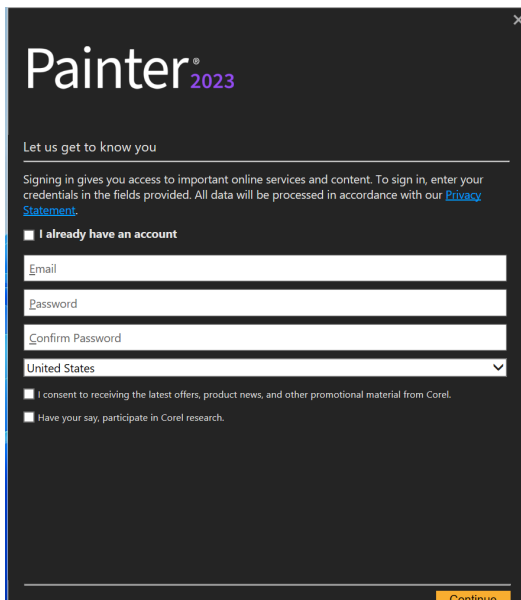 Painter®
2023
Let us get to know you
Signing in gives you access to important online services and content. To sign in, enter your
credentials in the fields provided. All data will be processed in accordance with our Privacy
Statement.
I already have an account
Email
Password
Confirm Password
United States
I consent to receiving the latest offers, product news, and other promotional material from Corel.
Have your say, participate in Corel research.
Continue